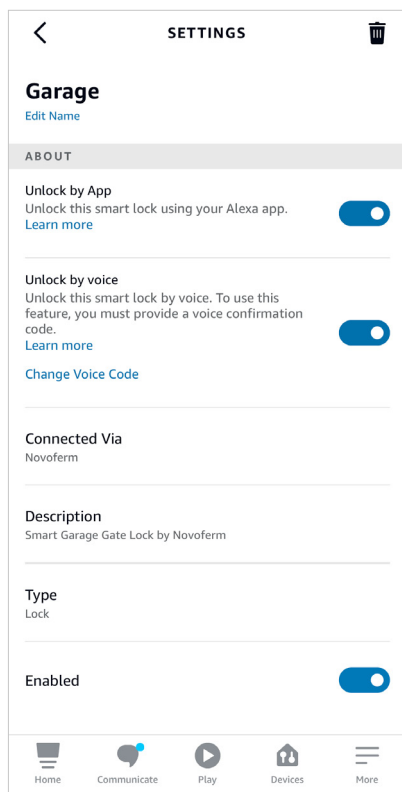 SETTINGS
Garage
Edit Name
ABOUT
Unlock by App
Unlock this smart lock using your Alexa app.
Learn more
Unlock by voice
Unlock this smart lock by voice. To use this
feature, you must provide a voice confirmation
code.
Learn more
Change Voice Code
Connected Via
Novoferm
Description
Smart Garage Gate Lock by Novoferm
Type
Lock
Enabled
Home Communicate Play Devices More